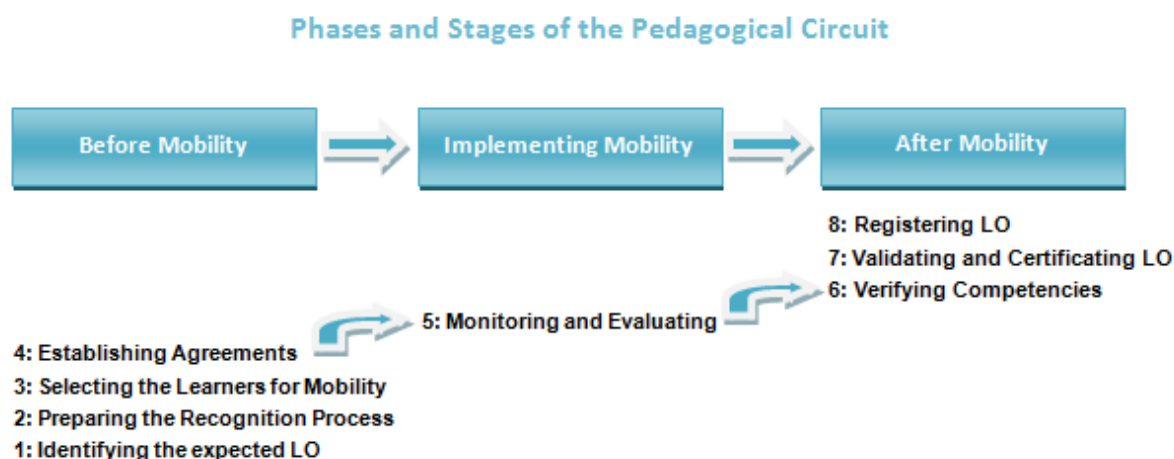 Phases and Stages of the Pedagogical Circuit
Before Mobility
Implementing Mobility
After Mobility
8: Registering LO
7: Validating and Certificating LO
6: Verifying Competencies
5: Monitoring and Evaluating
4: Establishing Agreements
3: Selecting the Learners for Mobility
2: Preparing the Recognition Process
1: Identifying the expected LO